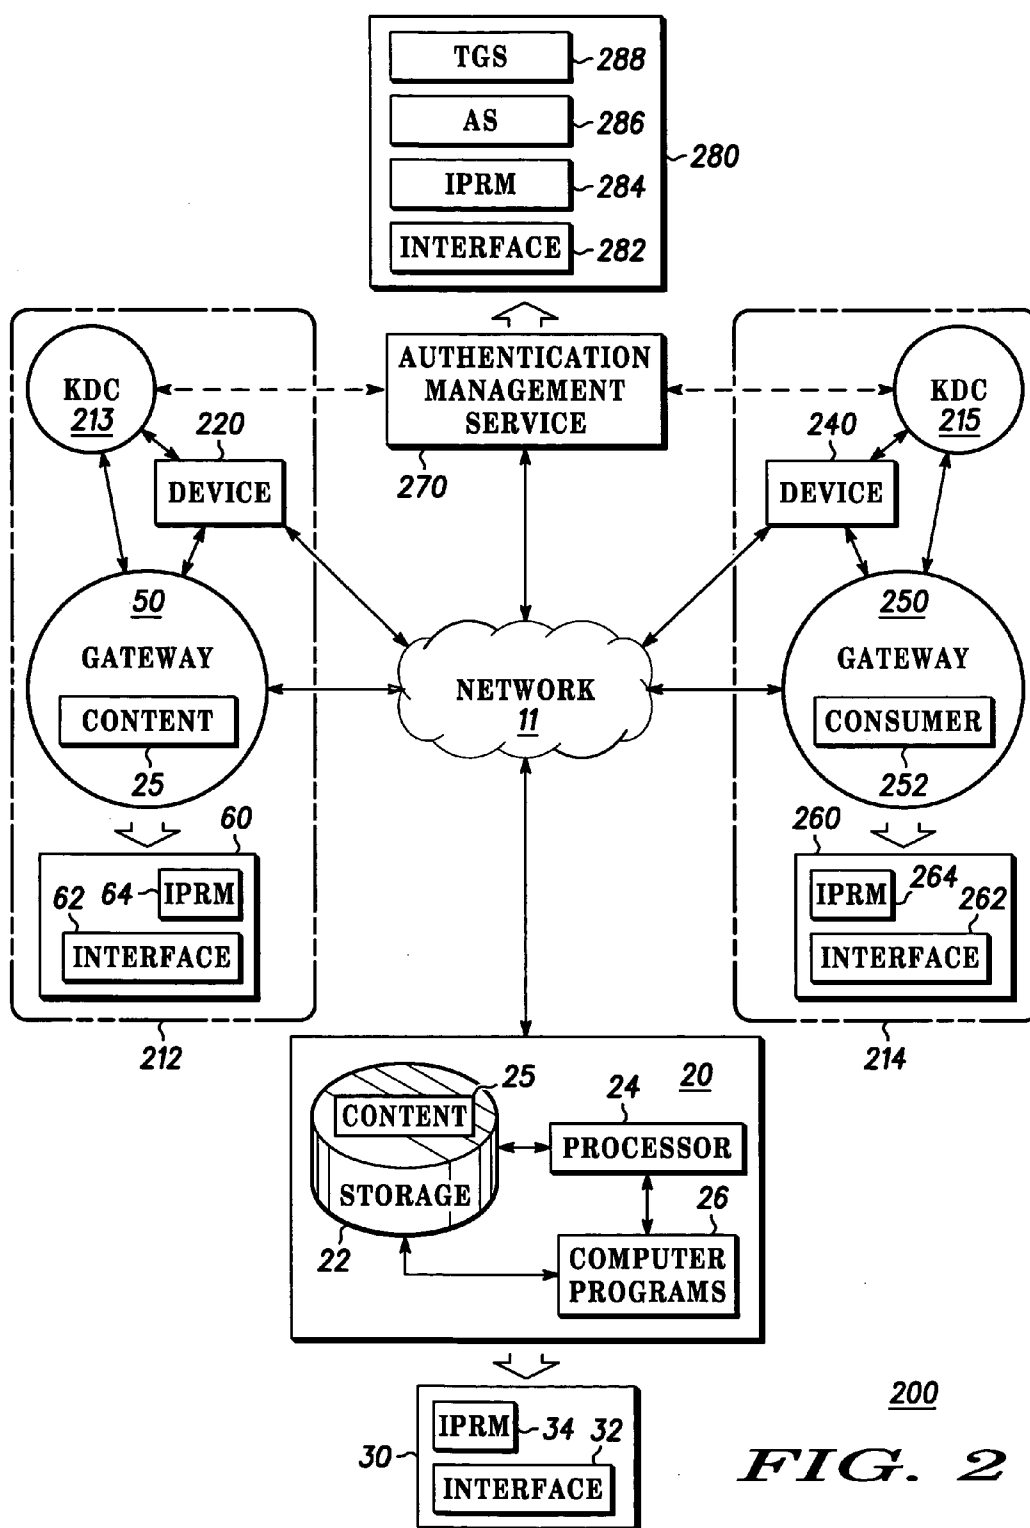 TGS
288
AS
286
280
IPRM
284
INTERFACE
282
KDC
213
AUTHENTICATION
MANAGEMENT
SERVICE
KDC
215
220
240
270
DEVICE
DEVICE
50
GATEWAY
CONTENT
25
NETWORK
11
250
GATEWAY
CONSUMER
252
60
64
IPRM
62
INTERFACE
260
IPRM
264
262
INTERFACE
212
214
20
25
CONTENT
24
PROCESSOR
STORAGE
22
26
COMPUTER
PROGRAMS
200
30
IPRM
34
32
INTERFACE
FIG. 2